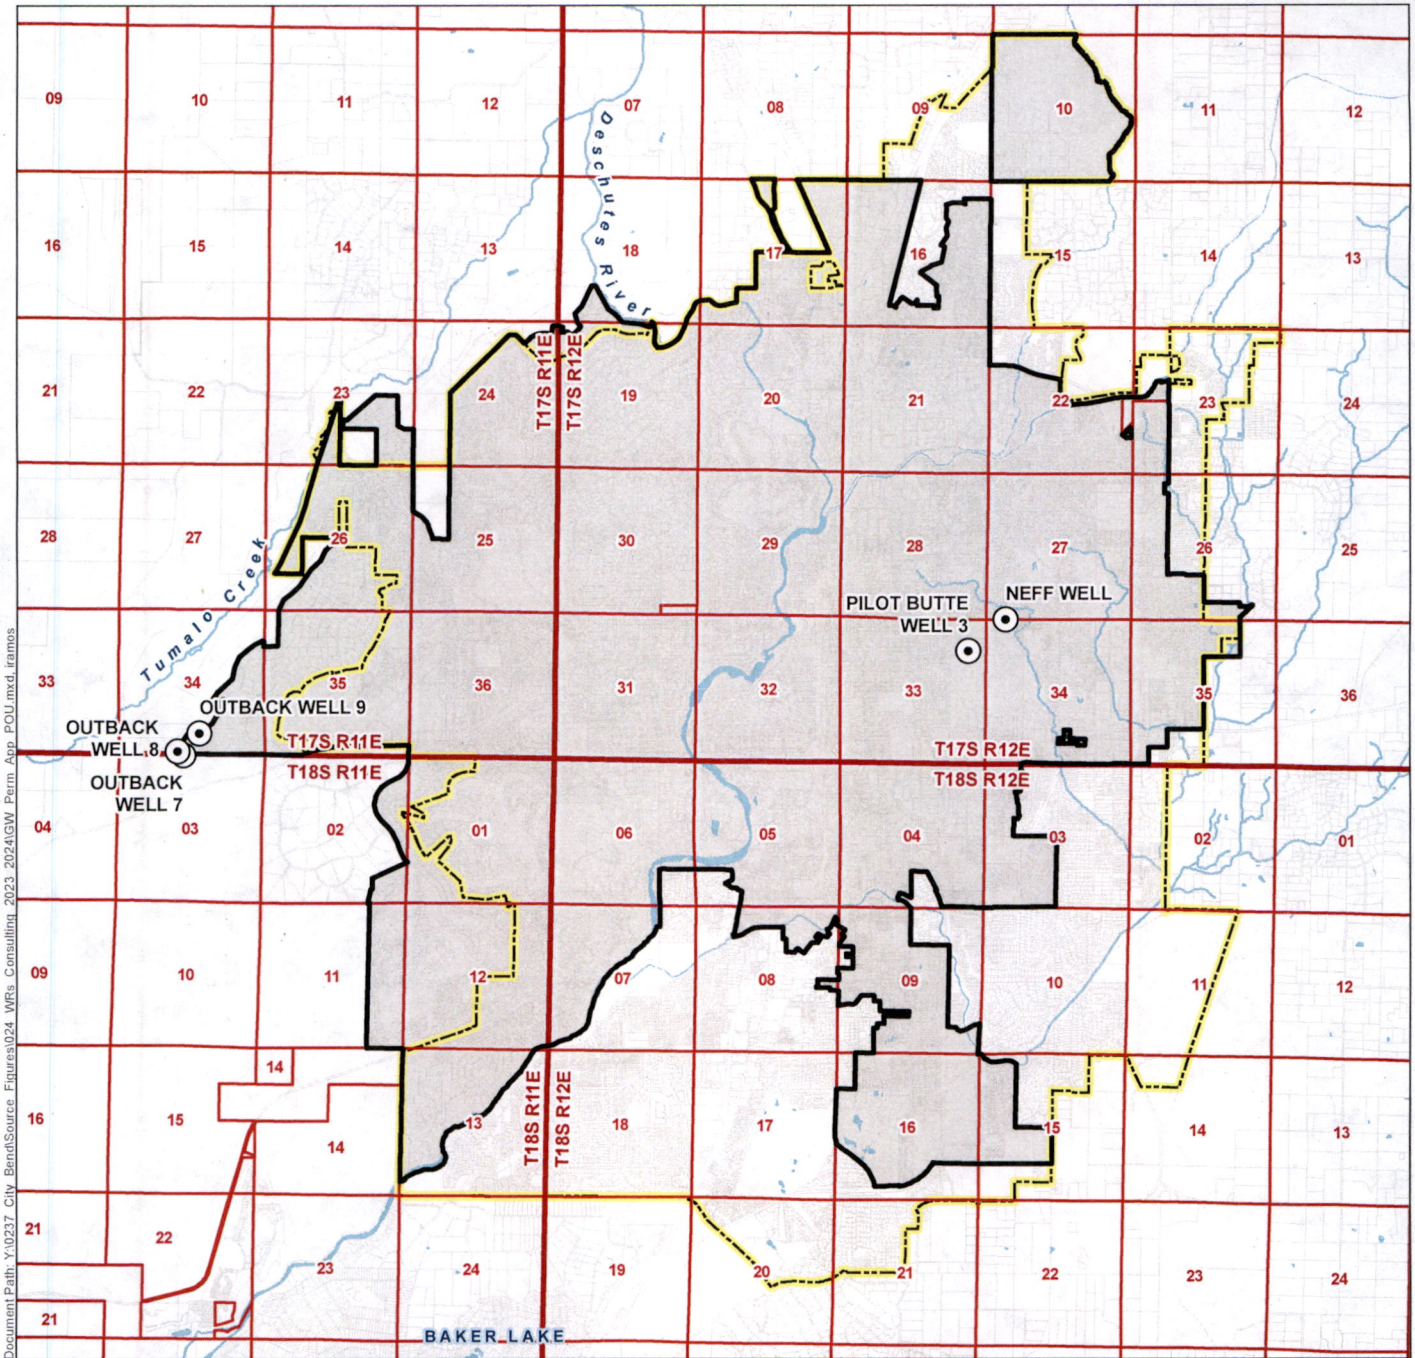 09 10 11 12 07 08 09 10 11 12
Deschutes River
16 15 14 13 18 17 16 15 14 13
T17S R11E
T17S R12E
21 22 23 24 19 20 21 22 23 24
28 27 26 25 30 29 28 27 26 25
Tumalo Creek
PILOT BUTTE
WELL 3
NEFF WELL
33 34 35 36 31 32 33 34 35 36
OUTBACK WELL 9
OUTBACK
WELL 8
T17S R11E
T18S R11E
T17S R12E
T18S R12E
OUTBACK
WELL 7
04 03 02 01 06 05 04 03 02 01
09 10 11 12 07 08 09 10 11 12
14
T18S R11E
T18S R12E
16 15 14 13 18 17 16 15 14 13
21 22 23 24 19 20 21 22 23 24
21
BAKER LAKE
Document Path: Y:\0237 City Bend\Source Figures\024 WRs Consulting 2023 2024\GW Perm App POU.mxd, iramos